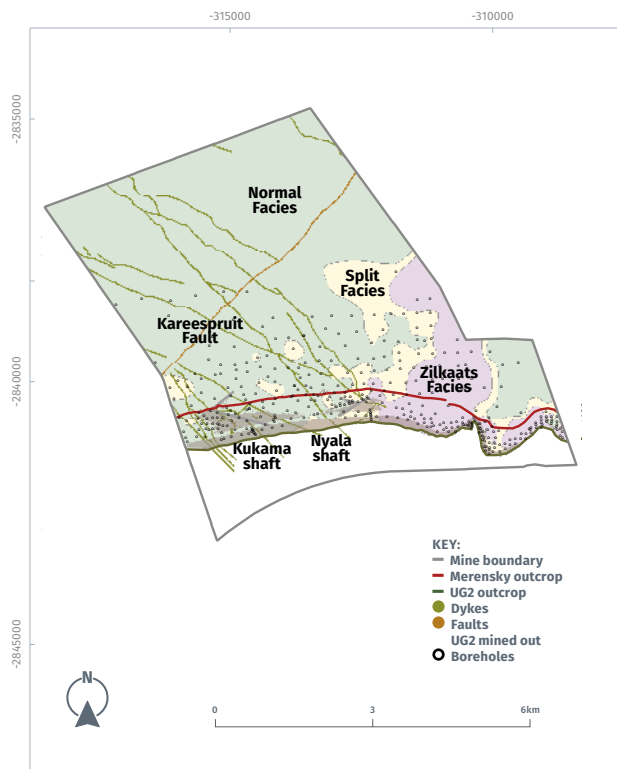 -315000
-310000
-2835000
-2840000
-2845000
Normal
Facies
Split
Facies
Kareespruit
Fault
Zilkaats
Facies
Kukama
shaft
Nyala
shaft
KEY:
Mine boundary
Merensky outcrop
UG2 outcrop
Dykes
Faults
UG2 mined out
Boreholes
N
0
3
6km